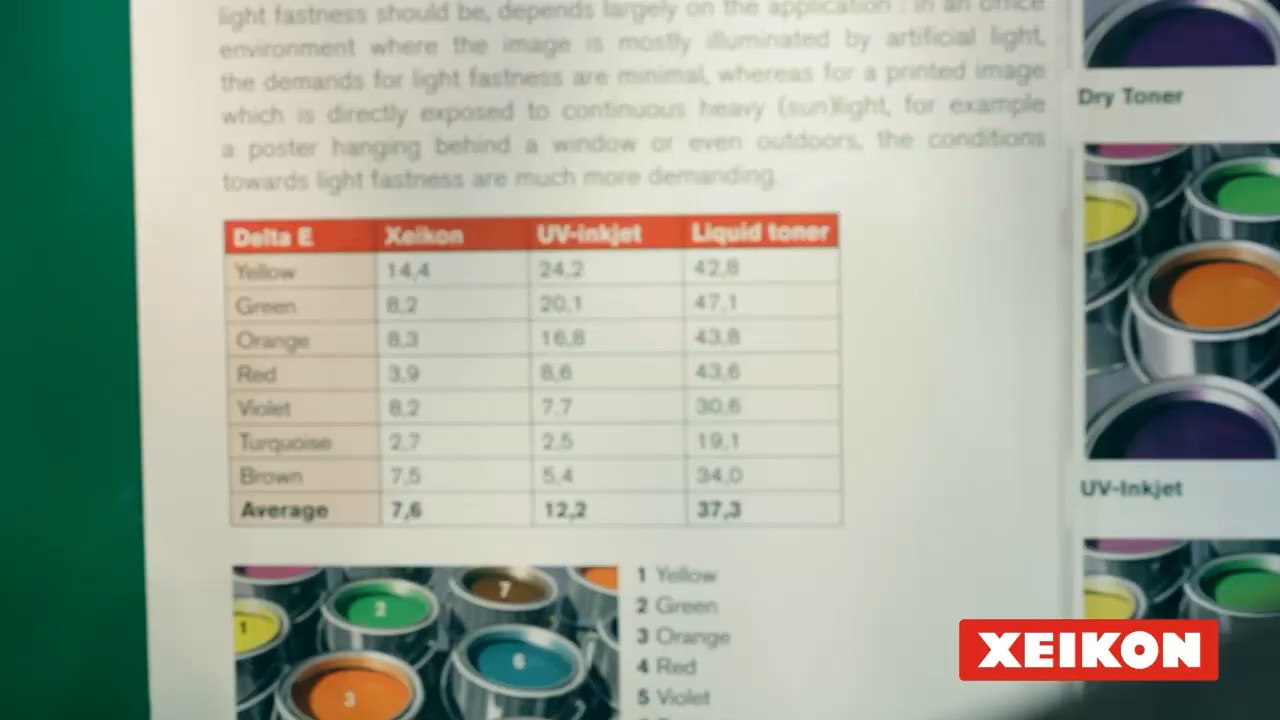 light fastness should be, depends largely on the application : in an office
environment where the image is mostly illuminated by artificial light,
the demands for light fastness are minimal, whereas for a printed image
which is directly exposed to continuous heavy (sun)light, for example
a poster hanging behind a window or even outdoors, the conditions
towards light fastness are much more demanding.
Delta E Xeikon UV-inkjet Liquid toner
Yellow 14,4 24,2 42,8
Green 8,2 20,1 47,1
Orange 8,3 16,8 43,8
Red 3,9 8,6 43,6
Violet 8,2 7,7 30,6
Turquoise 2,7 2,5 19,1
Brown 7,5 5,4 34,0
Average 7,6 12,2 37,3
1 2 3 6 7
1 Yellow
2 Green
3 Orange
4 Red
5 Violet
Dry Toner
UV-Inkjet
XEIKON